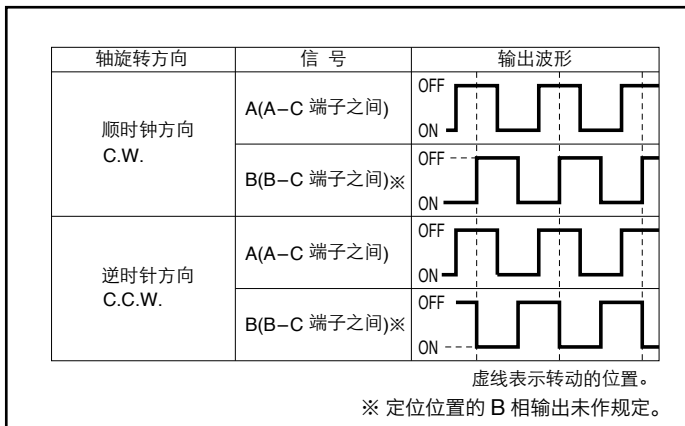 轴旋转方向 信 号 输出波形
顺时钟方向
C.W.
A(A–C 端子之间)
OFF
ON
B(B–C 端子之间)※
OFF
ON
逆时针方向
C.C.W.
A(A–C 端子之间)
OFF
ON
B(B–C 端子之间)※
OFF
ON
虚线表示转动的位置。
※ 定位位置的 B 相输出未作规定。